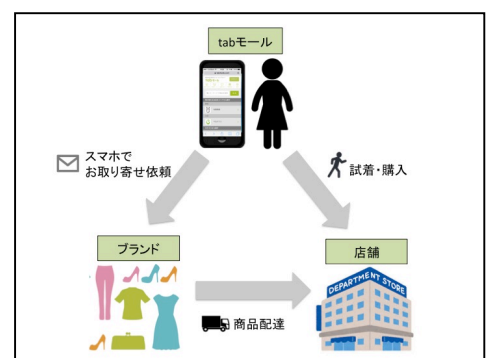 tabモール
スマホで
お取り寄せ依頼
試着・購入
ブランド
店舗
DEPARTMENT STORE
商品配達